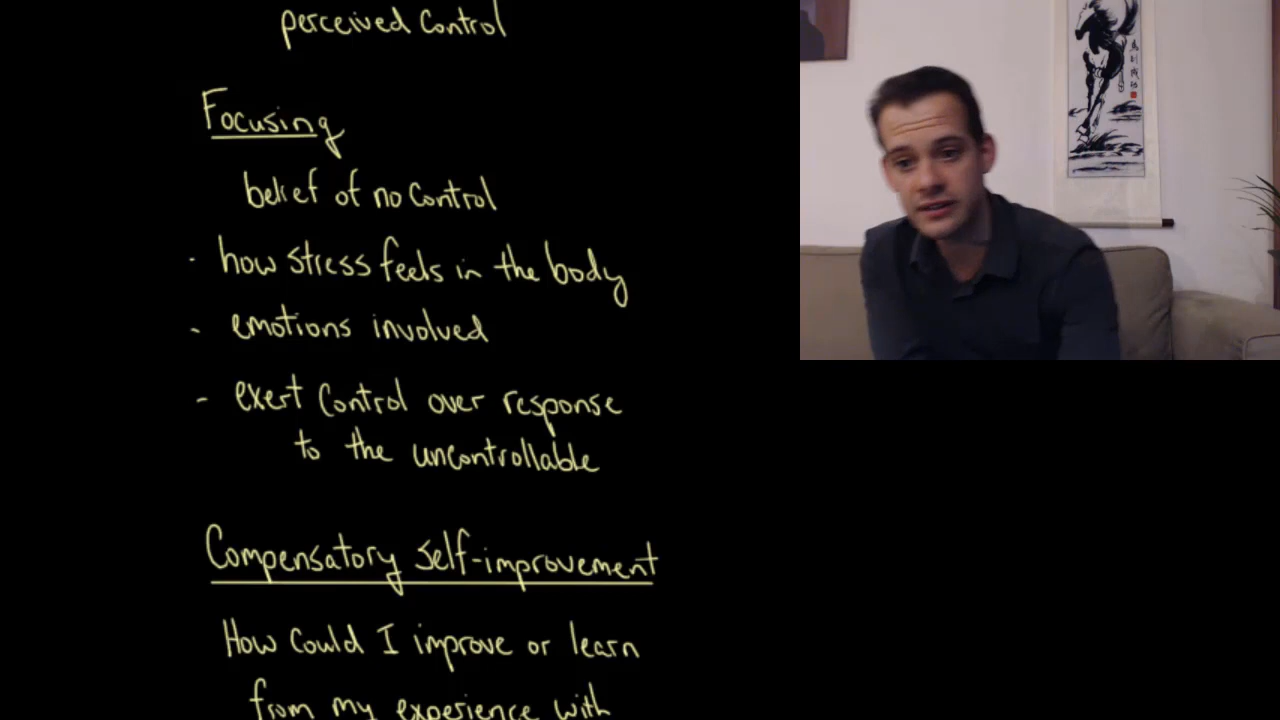 perceived Control
Focusing
belief of no Control
· how stress feels in the body
- emotions involved
- exert Control over response
to the uncontrollable
Compensatory self-improvement
How could I improve or learn
from my experience with